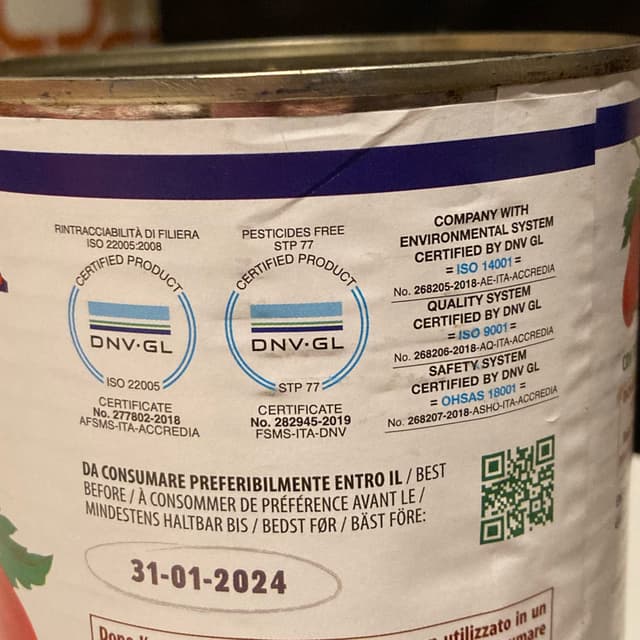 RINTRACCIABILITÀ DI FILIERA
ISO 22005:2008
CERTIFIED PRODUCT
DNV·GL
ISO 22005
CERTIFICATE
No. 277802-2018
AFSMS-ITA-ACCREDIA
PESTICIDES FREE
STP 77
CERTIFIED PRODUCT
DNV·GL
STP 77
CERTIFICATE
No. 282945-2019
FSMS-ITA-DNV
COMPANY WITH
ENVIRONMENTAL SYSTEM
CERTIFIED BY DNV GL
= ISO 14001 =
No. 268205-2018-AE-ITA-ACCREDIA
QUALITY SYSTEM
CERTIFIED BY DNV GL
= ISO 9001 =
No. 268206-2018-AQ-ITA-ACCREDIA
SAFETY SYSTEM
CERTIFIED BY DNV GL
= OHSAS 18001 =
No. 268207-2018-ASHO-ITA-ACCREDIA
DA CONSUMARE PREFERIBILMENTE ENTRO IL / BEST
BEFORE / À CONSOMMER DE PRÉFÉRENCE AVANT LE /
MINDESTENS HALTBAR BIS / BEDST FØR / BÄST FÖRE:
31-01-2024
utilizzato in un